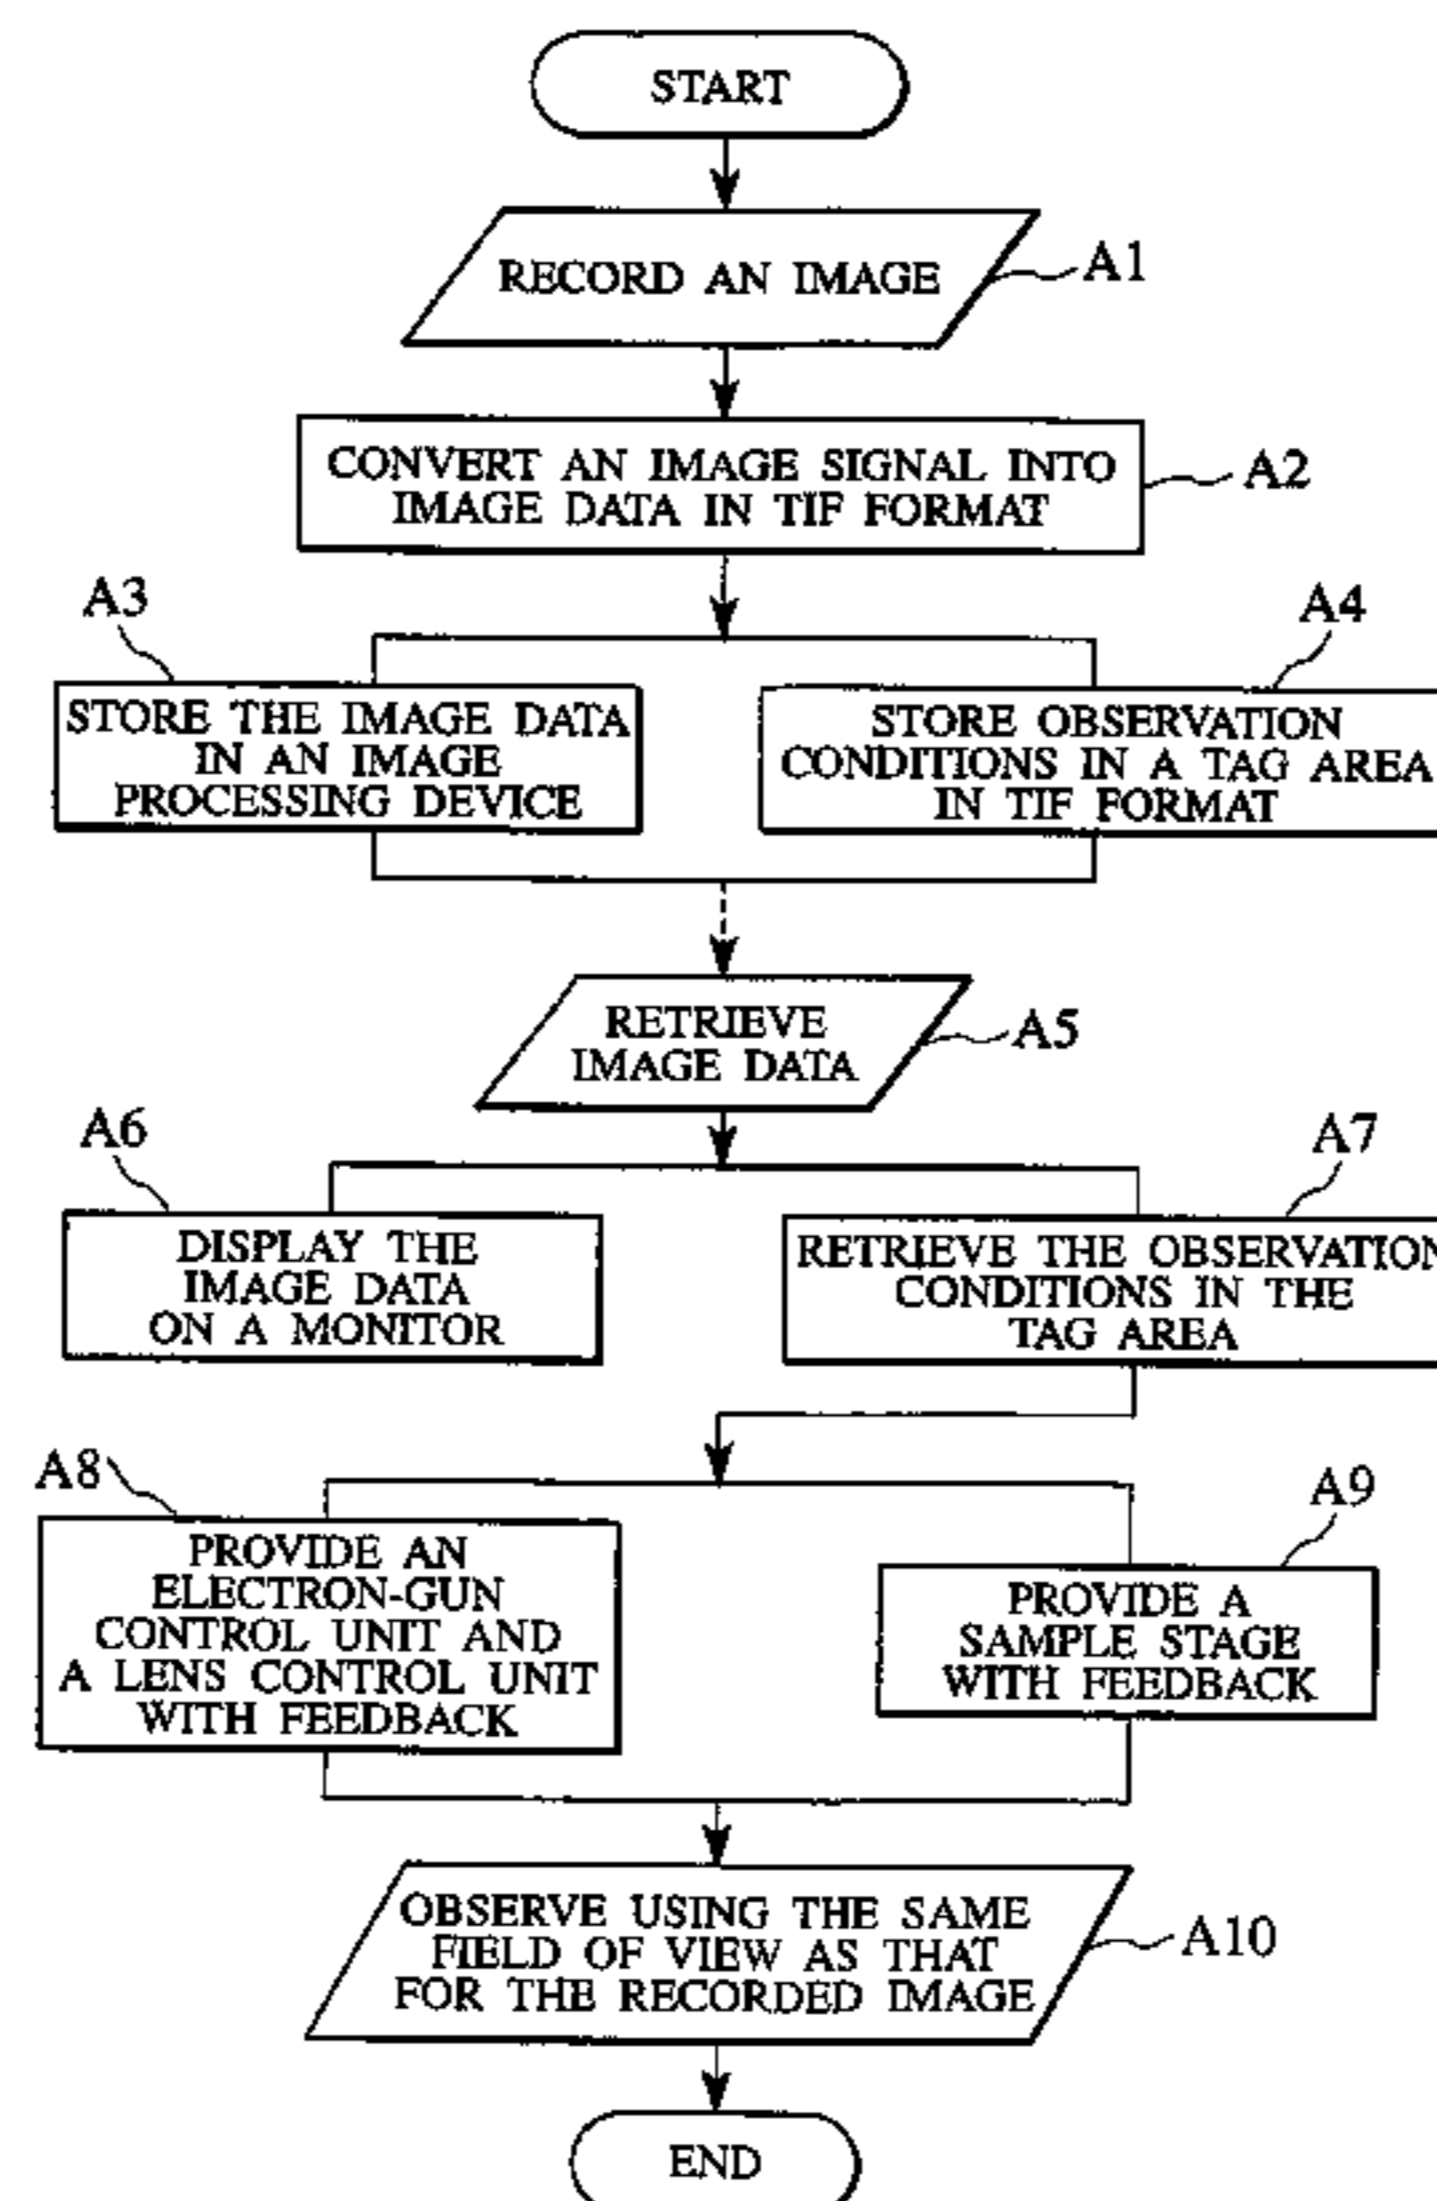 START
RECORD AN IMAGE
A1
CONVERT AN IMAGE SIGNAL INTO
IMAGE DATA IN TIF FORMAT
A2
A3
STORE THE IMAGE DATA
IN AN IMAGE
PROCESSING DEVICE
A4
STORE OBSERVATION
CONDITIONS IN A TAG AREA
IN TIF FORMAT
RETRIEVE
IMAGE DATA
A5
A6
DISPLAY THE
IMAGE DATA
ON A MONITOR
A7
RETRIEVE THE OBSERVATION
CONDITIONS IN THE
TAG AREA
A8
PROVIDE AN
ELECTRON-GUN
CONTROL UNIT AND
A LENS CONTROL UNIT
WITH FEEDBACK
A9
PROVIDE A
SAMPLE STAGE
WITH FEEDBACK
OBSERVE USING THE SAME
FIELD OF VIEW AS THAT
FOR THE RECORDED IMAGE
A10
END